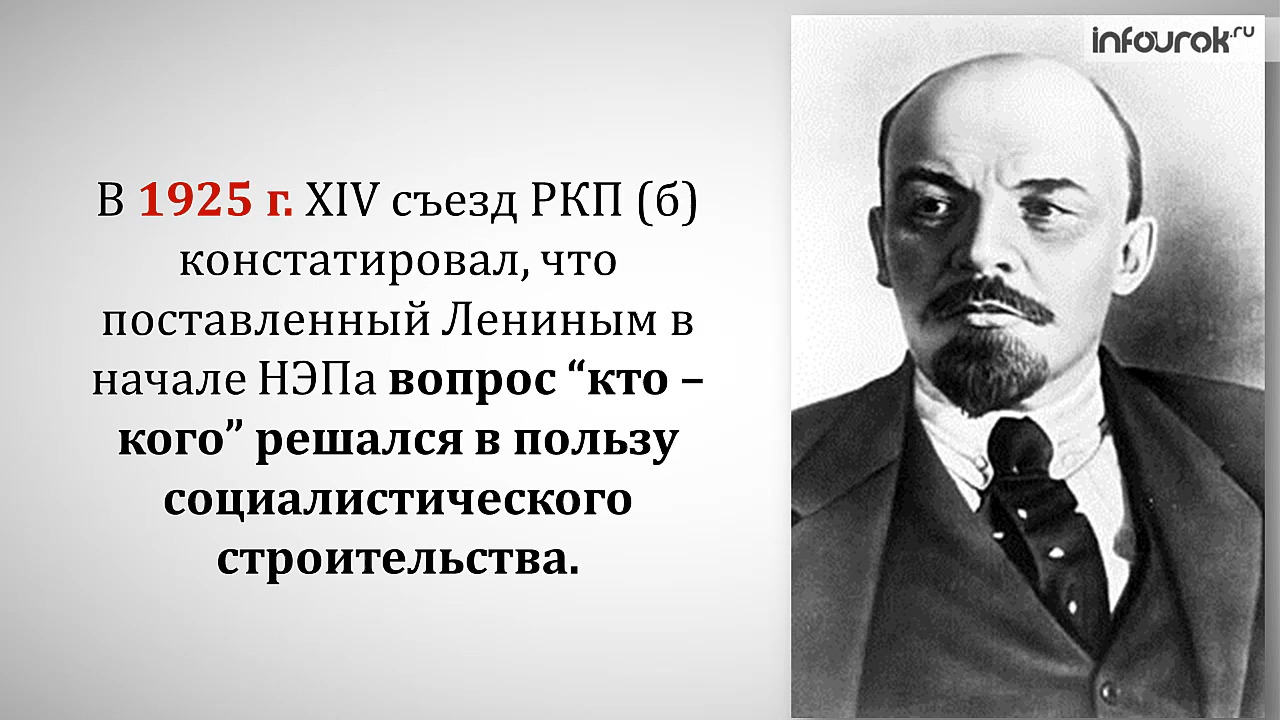 infourok.ru
В 1925 г. XIV съезд РКП (б)
констатировал, что
поставленный Лениным в
начале НЭПа вопрос “кто –
кого” решался в пользу
социалистического
строительства.